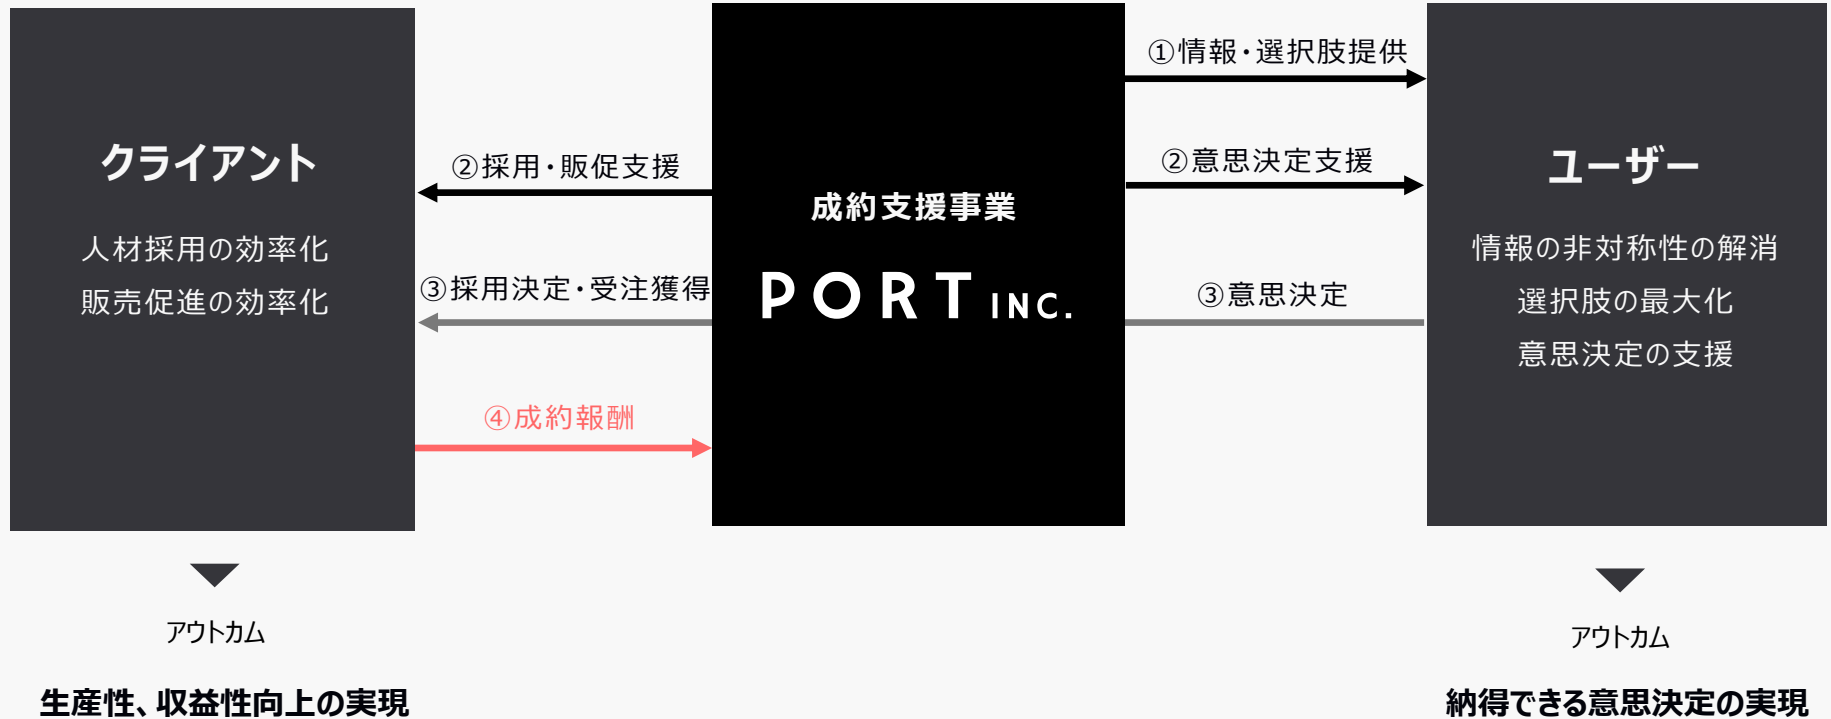 クライアント
人材採用の効率化
販売促進の効率化
②採用・販促支援
③採用決定・受注獲得
④成約報酬
成約支援事業
PORT INC.
①情報・選択肢提供
②意思決定支援
③意思決定
ユーザー
情報の非対称性の解消
選択肢の最大化
意思決定の支援
アウトカム
生産性、収益性向上の実現
アウトカム
納得できる意思決定の実現